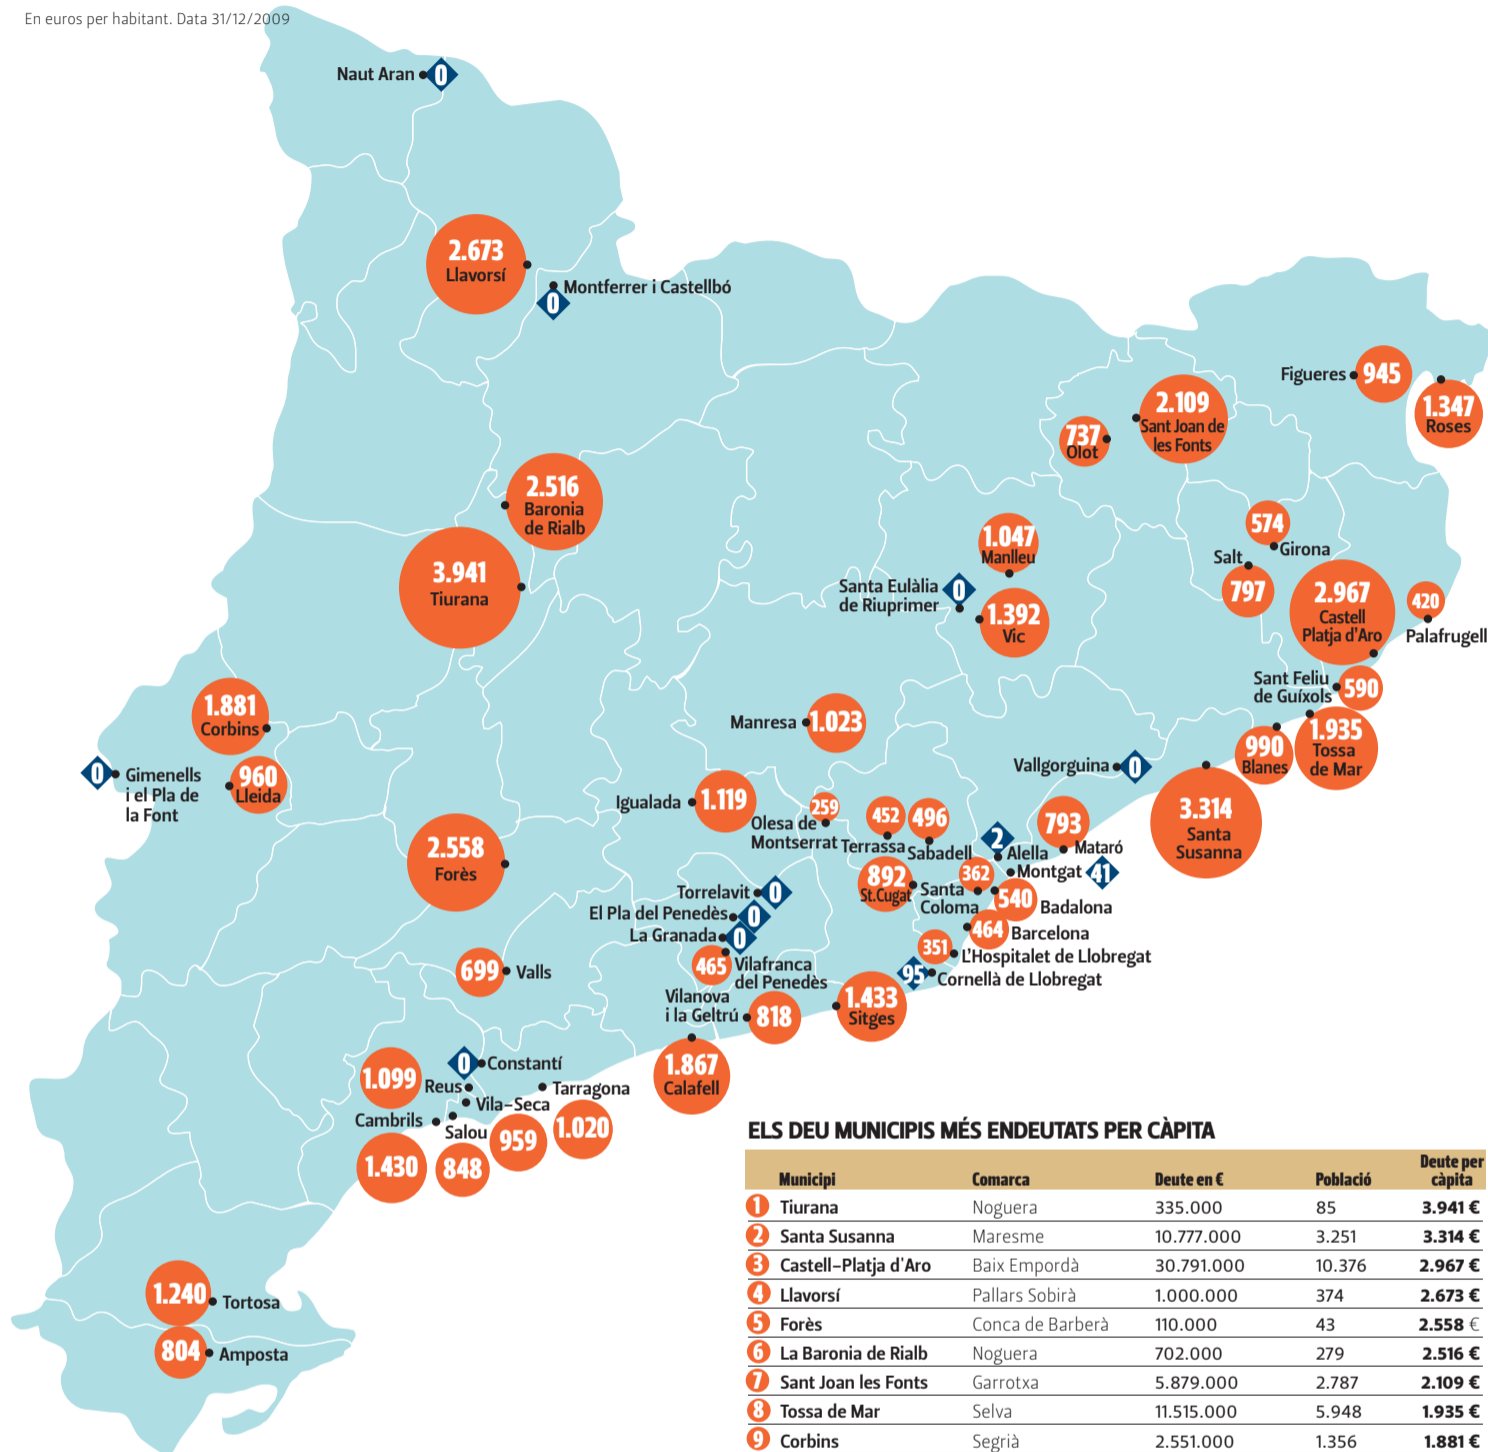 En euros per habitant. Data 31/12/2009
Naut Aran
0
2.673
Llavorsí
Montferrer i Castellbó
0
Figueres
945
1.347
Roses
2.109
Sant Joan de
les Fonts
737
Olot
2.516
Baronia
de Rialb
3.941
Tiurana
574
Girona
Salt
797
1.047
Manlleu
Santa Eulàlia
de Riuprimer
0
1.392
Vic
2.967
Castell
Platja d'Aro
420
Palafrugell
Sant Feliu
de Guíxols
590
1.881
Corbins
Manresa
1.023
1.935
Tossa
de Mar
990
Blanes
Vallgorguina
0
0
Gimenells
i el Pla de
la Font
960
Lleida
Igualada
1.119
259
Olesa de
Montserrat
452
Terrassa
496
Sabadell
793
Mataró
3.314
Santa
Susanna
2
Alella
Montgat
41
2.558
Forès
892
St.Cugat
362
Santa
Coloma
540
Badalona
Torrelavit
0
El Pla del Penedès
0
La Granada
0
464
Barcelona
351
L'Hospitalet de Llobregat
95
Cornellà de Llobregat
465
Vilafranca
del Penedès
699
Valls
Vilanova
i la Geltrú
818
1.433
Sitges
1.867
Calafell
0
Constantí
1.099
Reus
Tarragona
1.020
Vila-Seca
959
Cambrils
1.430
Salou
848
1.240
Tortosa
804
Amposta
ELS DEU MUNICIPIS MÉS ENDEUTATS PER CÀPITA
Municipi Comarca Deute en € Població Deute per càpita
1 Tiurana Noguera 335.000 85 3.941 €
2 Santa Susanna Maresme 10.777.000 3.251 3.314 €
3 Castell-Platja d'Aro Baix Empordà 30.791.000 10.376 2.967 €
4 Llavorsí Pallars Sobirà 1.000.000 374 2.673 €
5 Forès Conca de Barberà 110.000 43 2.558 €
6 La Baronia de Rialb Noguera 702.000 279 2.516 €
7 Sant Joan les Fonts Garrotxa 5.879.000 2.787 2.109 €
8 Tossa de Mar Selva 11.515.000 5.948 1.935 €
9 Corbins Segrià 2.551.000 1.356 1.881 €